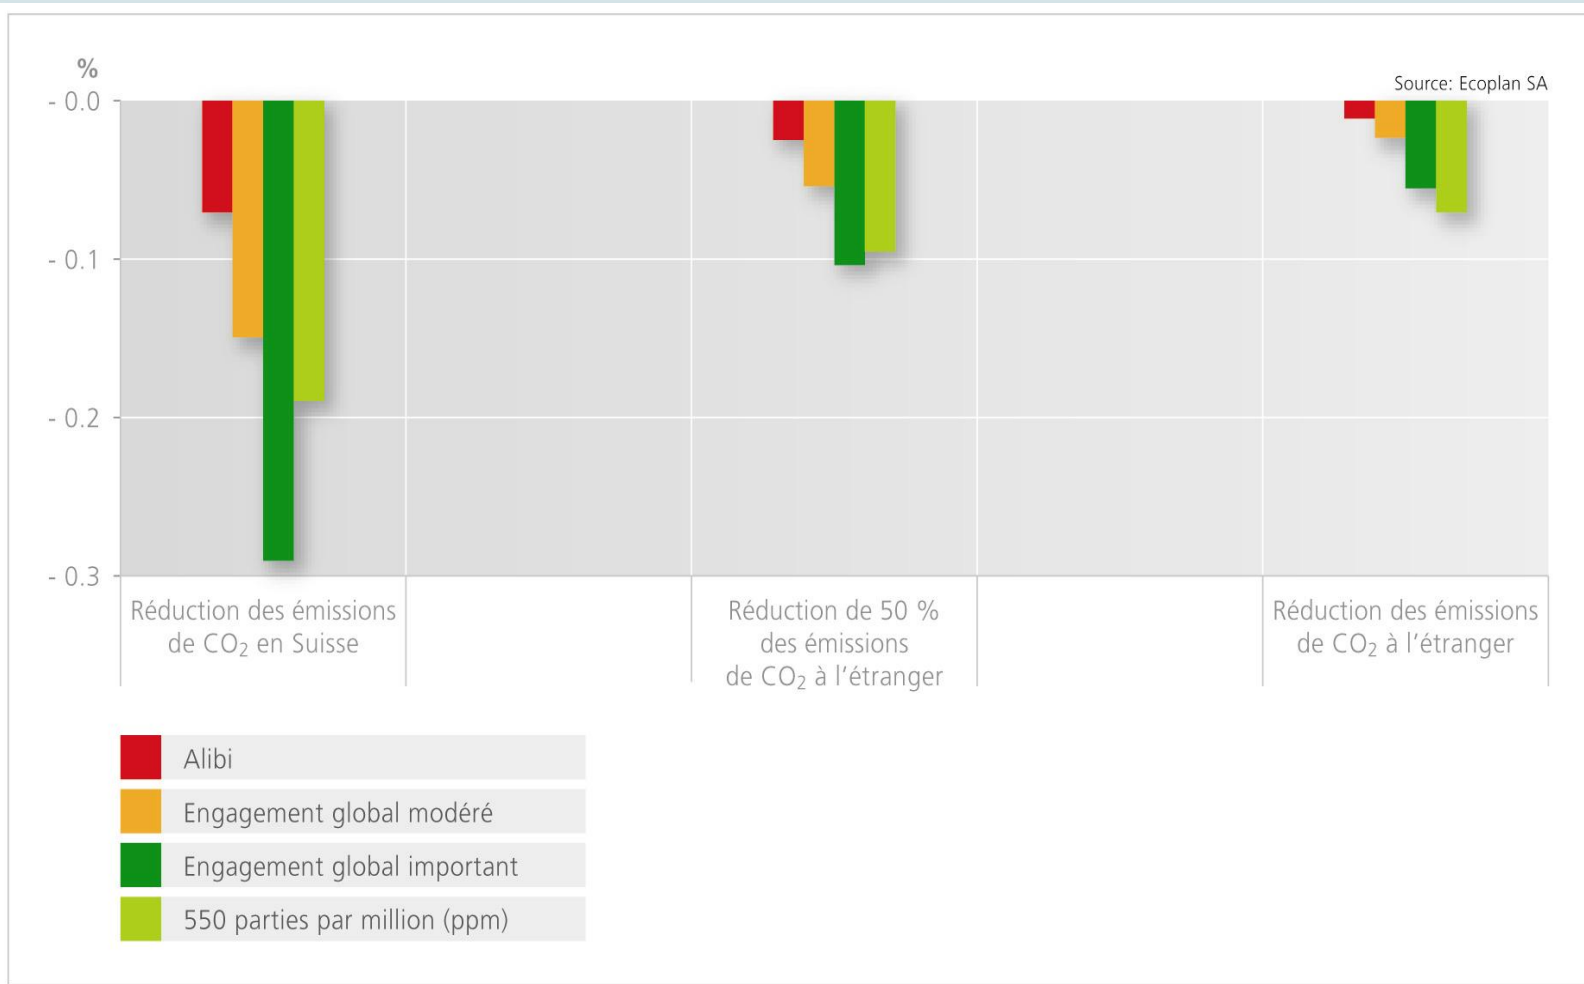 %
Source: Ecoplan SA
- 0.0
- 0.1
- 0.2
- 0.3
Réduction des émissions
de CO₂ en Suisse
Réduction de 50 %
des émissions
de CO₂ à l'étranger
Réduction des émissions
de CO₂ à l'étranger
Alibi
Engagement global modéré
Engagement global important
550 parties par million (ppm)